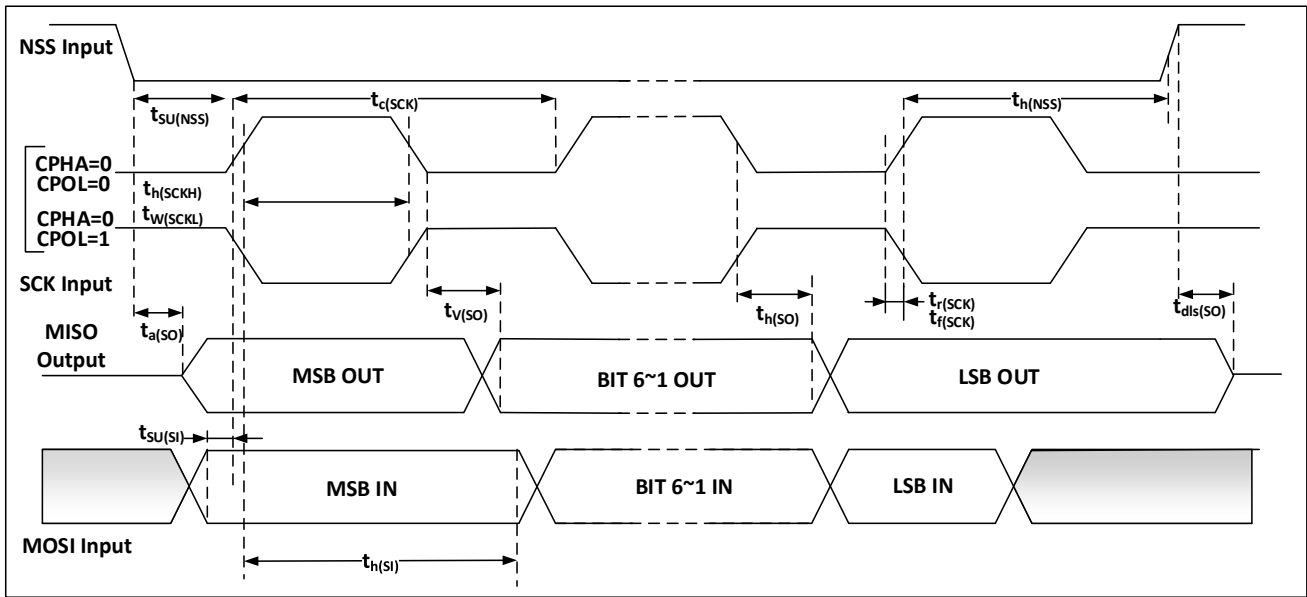 NSS Input
tSU(NSS)
tc(SCK)
th(NSS)
CPHA=0
CPOL=0
th(SCKH)
CPHA=0
tW(SCKL)
CPOL=1
SCK Input
tV(SO)
th(SO)
tr(SCK)
tf(SCK)
ta(SO)
tdls(SO)
MISO
Output
MSB OUT
BIT 6~1 OUT
LSB OUT
tSU(SI)
MSB IN
BIT 6~1 IN
LSB IN
MOSI Input
th(SI)